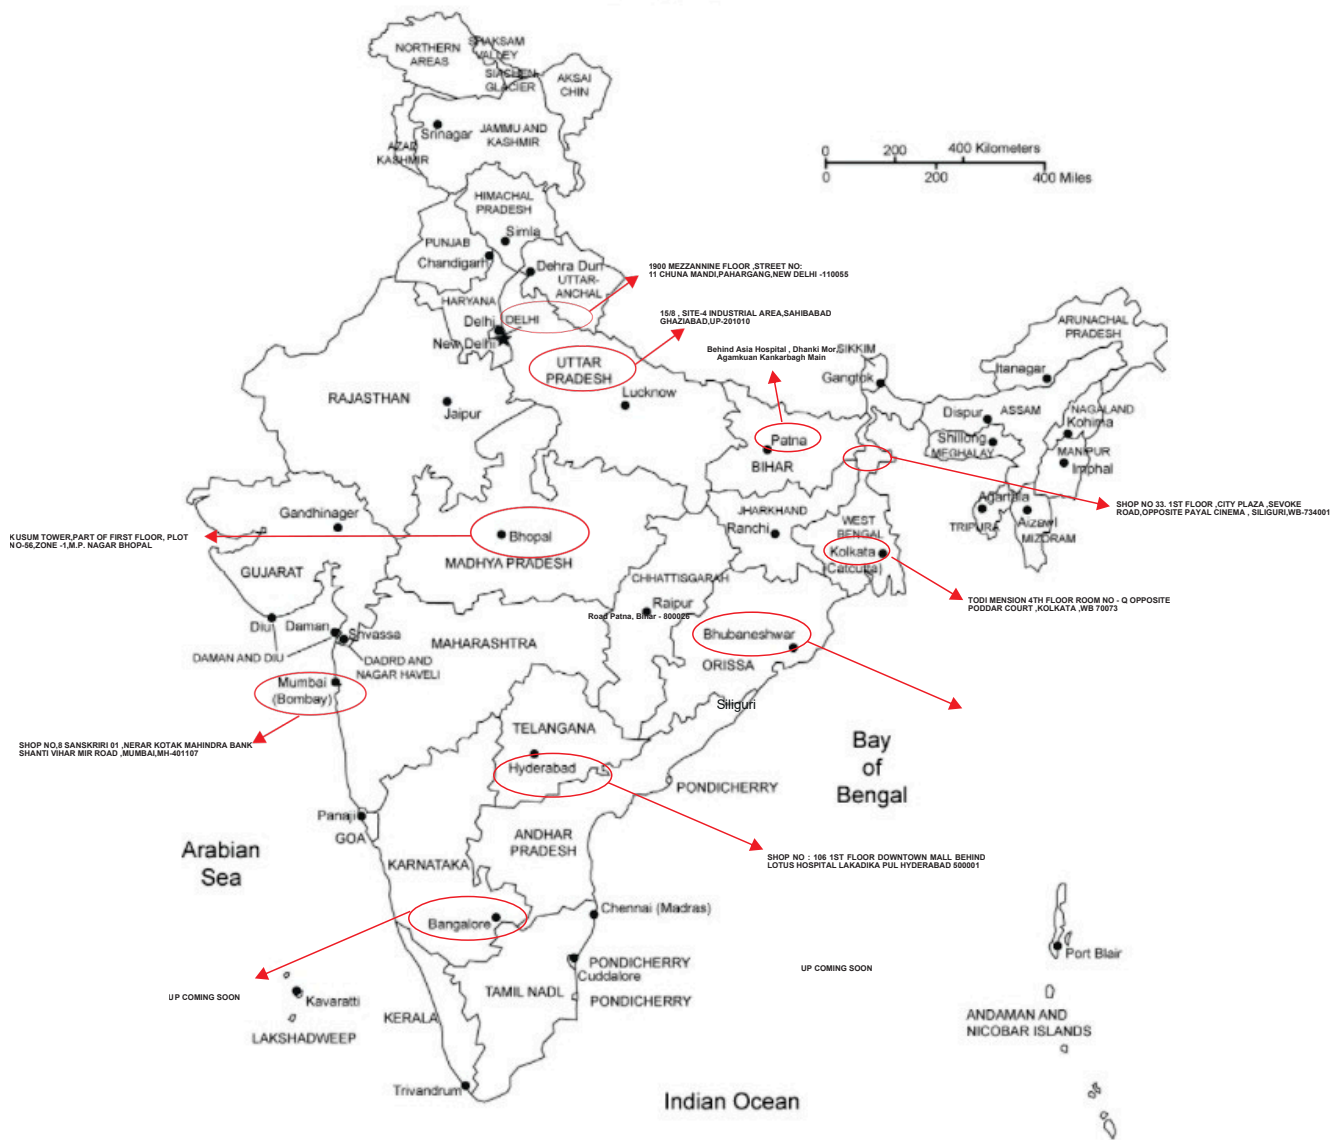 NORTHERN
AREAS
SHAKSAM
VALLEY
SIACHEN
GLACIER
AKSAI
CHIN
Srinagar
JAMMU AND
KASHMIR
AZAD
KASHMIR
0 200 400 Kilometers
0 200 400 Miles
HIMACHAL
PRADESH
Simla
PUNJAB
Chandigarh
Dehra Dun
UTTAR-
ANCHAL
1900 MEZZANNINE FLOOR ,STREET NO:
11 CHUNA MANDI,PAHARGANG,NEW DELHI -110055
HARYANA
Delhi
DELHI
New Delhi
15/8 , SITE-4 INDUSTRIAL AREA,SAHIBABAD
GHAZIABAD,UP-201010
ARUNACHAL
PRADESH
Behind Asia Hospital , Dhanki Mor,
Agamkuan Kankarbagh Main
SIKKIM
Gangtok
Itanagar
UTTAR
PRADESH
RAJASTHAN
Jaipur
Lucknow
Dispur
ASSAM
NAGALAND
Kohima
Shillong
MEGHALAY
MANIPUR
Imphal
Patna
BIHAR
Agartala
TRIPURA
Aizawl
MIZORAM
SHOP NO 33. 1ST FLOOR ,CITY PLAZA ,SEVOKE
ROAD,OPPOSITE PAYAL CINEMA , SILIGURI,WB-734001
Gandhinager
KUSUM TOWER,PART OF FIRST FLOOR, PLOT
NO-56,ZONE -1,M.P. NAGAR BHOPAL
Bhopal
MADHYA PRADESH
JHARKHAND
Ranchi
WEST
BENGAL
Kolkata
(Catcutta)
GUJARAT
CHHATTISGARAH
Raipur
Road Patna, Bihar - 800026
TODI MENSION 4TH FLOOR ROOM NO - Q OPPOSITE
PODDAR COURT ,KOLKATA ,WB 70073
Diu
Daman
Shvassa
MAHARASHTRA
Bhubaneshwar
ORISSA
DAMAN AND DIU
DADRD AND
NAGAR HAVELI
Mumbai
(Bombay)
Siliguri
TELANGANA
SHOP NO,8 SANSKRIRI 01 ,NERAR KOTAK MAHINDRA BANK
SHANTI VIHAR MIR ROAD ,MUMBAI,MH-401107
Hyderabad
Bay
of
Bengal
PONDICHERRY
Panaji
GOA
ANDHAR
PRADESH
Arabian
Sea
KARNATAKA
SHOP NO : 106 1ST FLOOR DOWNTOWN MALL BEHIND
LOTUS HOSPITAL LAKADIKA PUL HYDERABAD 500001
Bangalore
Chennai (Madras)
Port Blair
PONDICHERRY
Cuddalore
UP COMING SOON
UP COMING SOON
Kavaratti
TAMIL NADL
PONDICHERRY
KERALA
LAKSHADWEEP
ANDAMAN AND
NICOBAR ISLANDS
Trivandrum
Indian Ocean